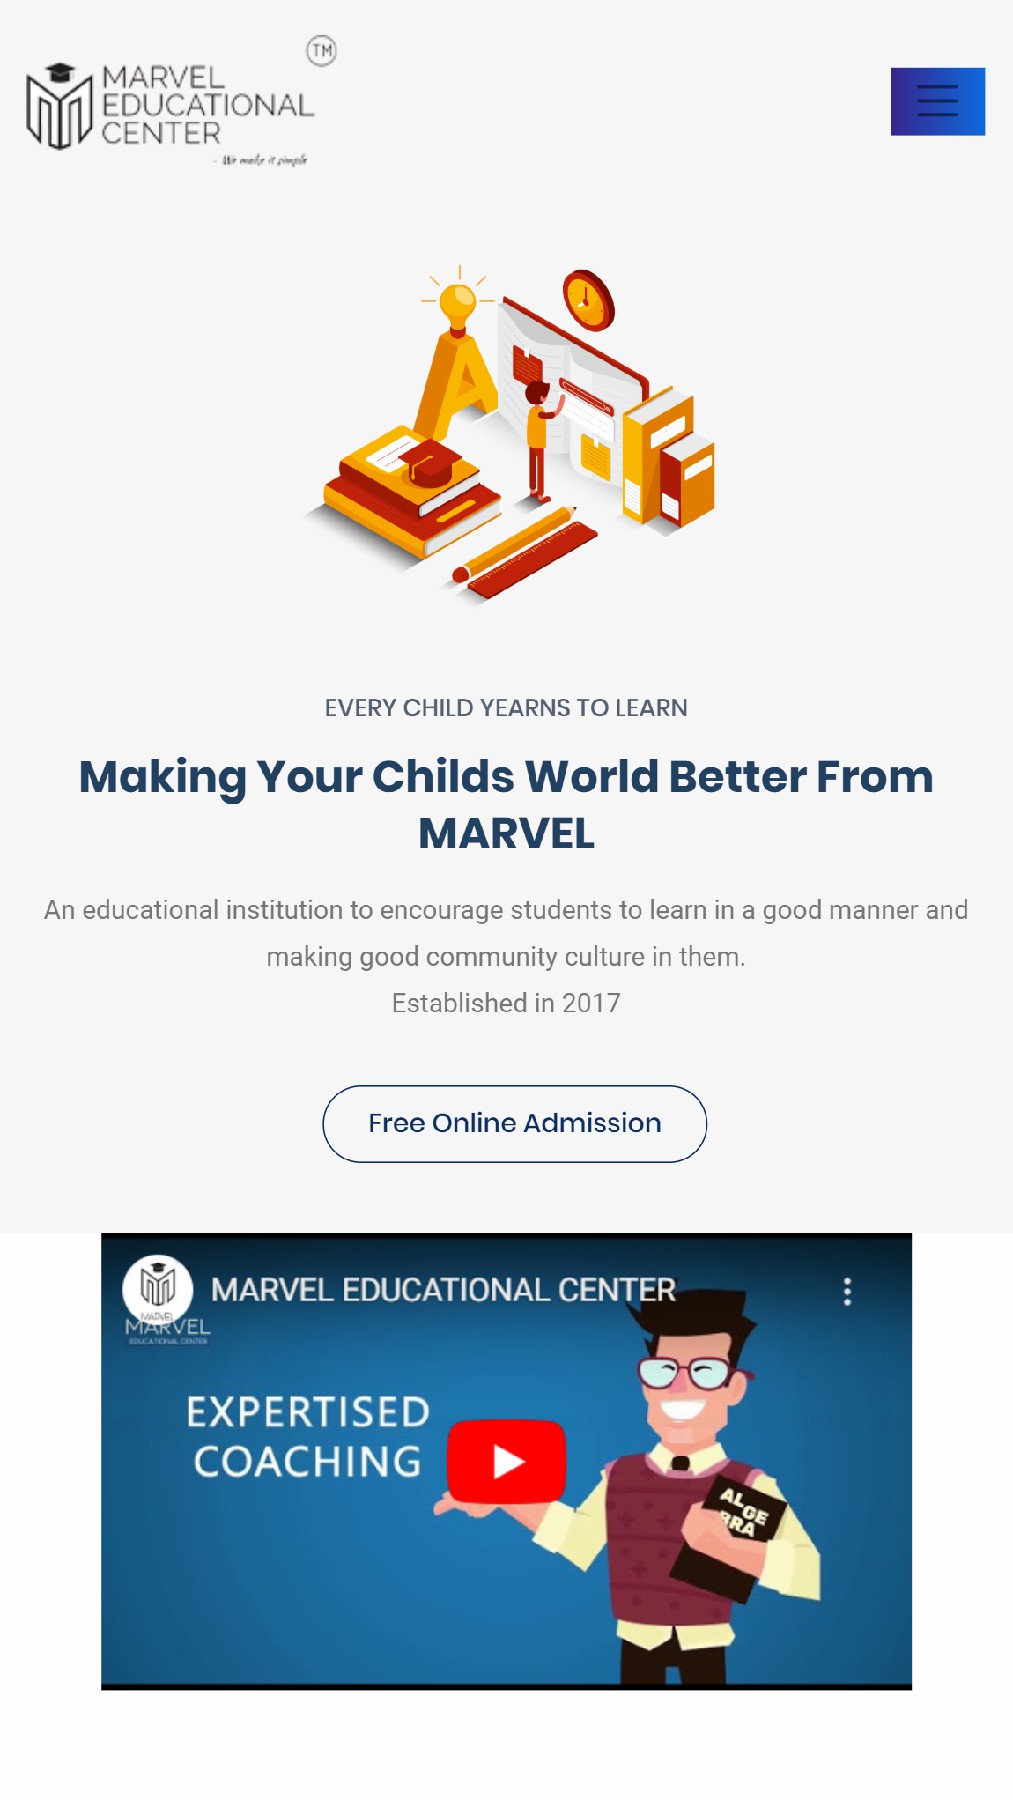 TM
MARVEL
EDUCATIONAL
CENTER
- We make it simple
EVERY CHILD YEARNS TO LEARN
Making Your Childs World Better From
MARVEL
An educational institution to encourage students to learn in a good manner and
making good community culture in them.
Established in 2017
Free Online Admission
MARVEL EDUCATIONAL CENTER
MARVEL
MARVEL
EDUCATIONAL CENTER
EXPERTISED
COACHING
ALGE
BRA